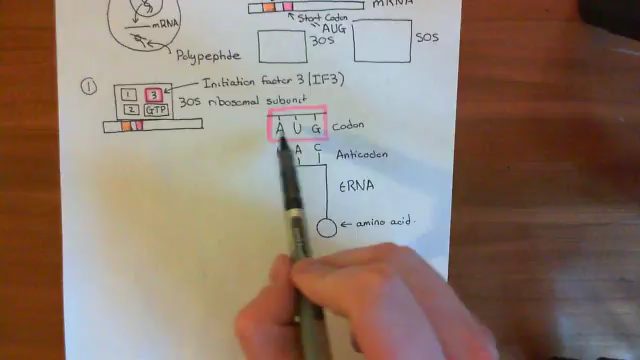 mRNA
mRNA
Start Codon
AUG
Polypeptide
30S
50S
1
Initiation factor 3 (IF3)
1 3
2 GTP
30S ribosomal subunit
A U G Codon
A C Anticodon
tRNA
← amino acid.